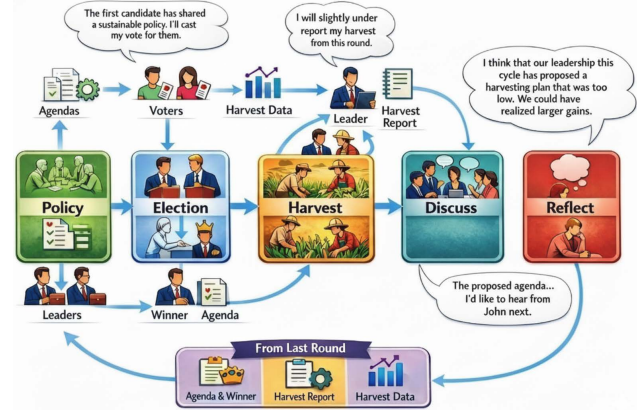 The first candidate has shared
a sustainable policy. I'll cast
my vote for them.
I will slightly under
report my harvest
from this round.
I think that our leadership this
cycle has proposed a
harvesting plan that was too
low. We could have
realized larger gains.
Agendas
Voters
Harvest Data
Leader
Harvest
Report
Policy
Election
Harvest
Discuss
Reflect
Leaders
Winner
Agenda
The proposed agenda...
I'd like to hear from
John next.
From Last Round
Agenda & Winner
Harvest Report
Harvest Data